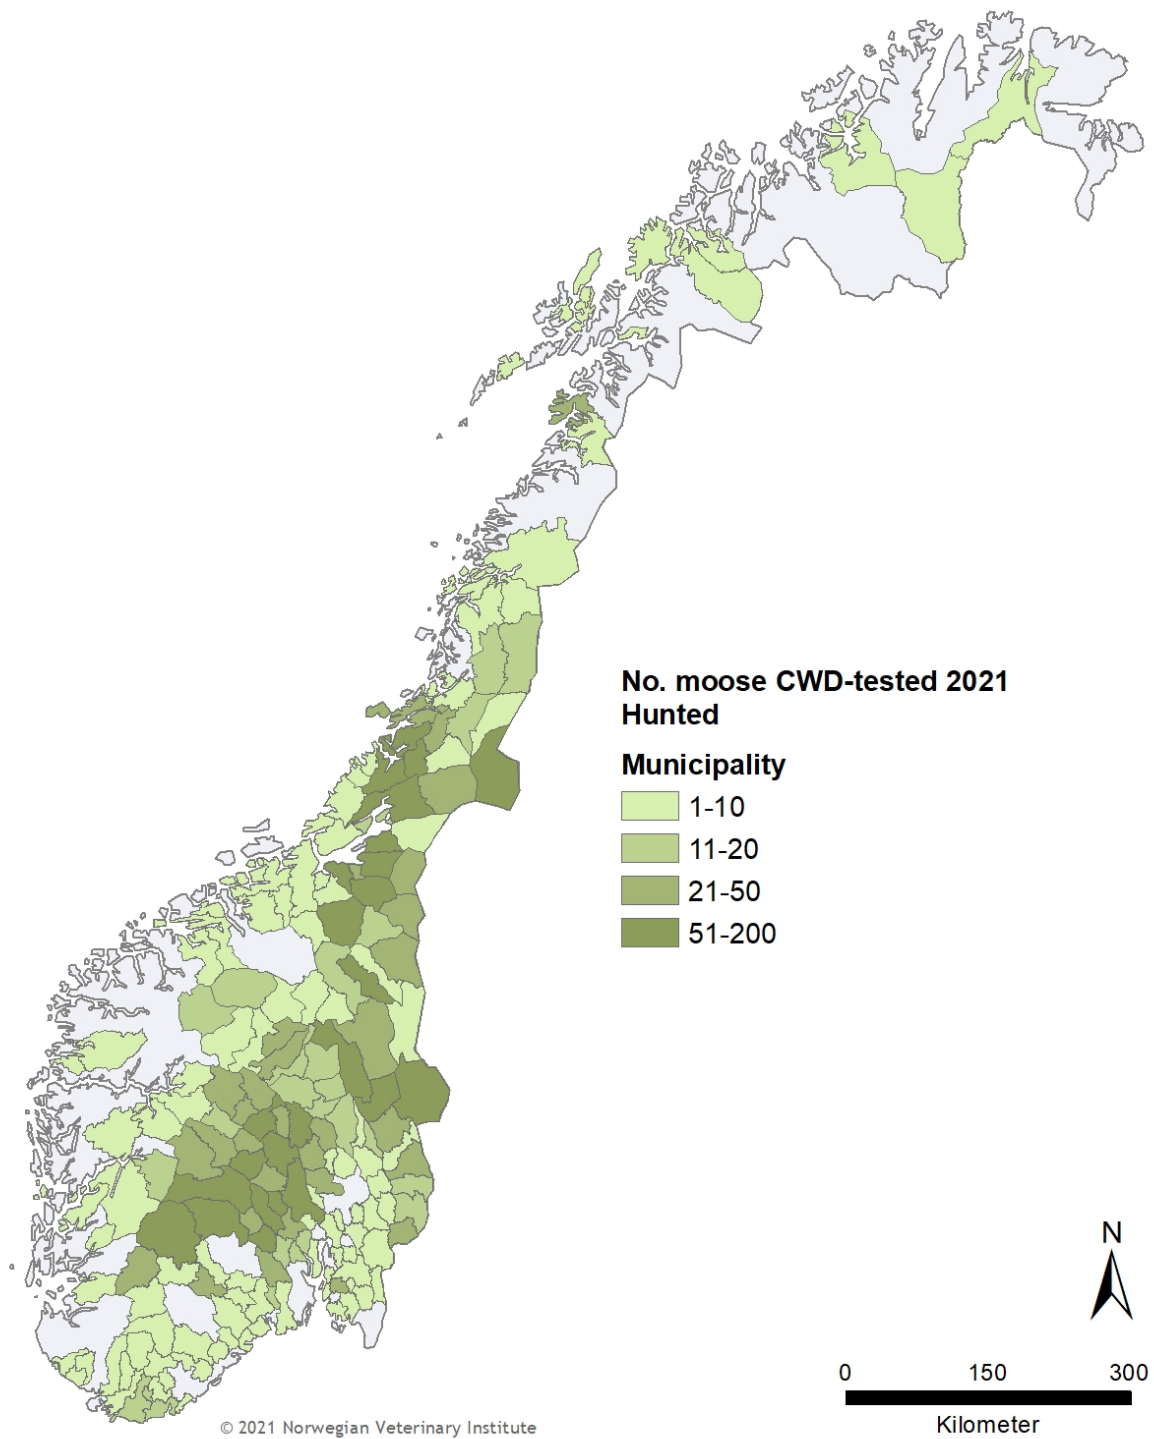 No. moose CWD-tested 2021
Hunted
Municipality
1-10
11-20
21-50
51-200
N
0 150 300
Kilometer
© 2021 Norwegian Veterinary Institute